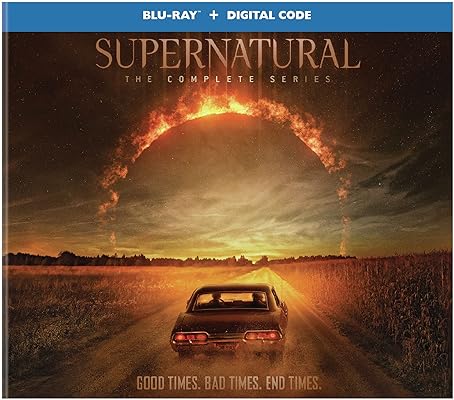 BLU-RAY™ + DIGITAL CODE
SUPERNATURAL
THE COMPLETE SERIES
GOOD TIMES. BAD TIMES. END TIMES.